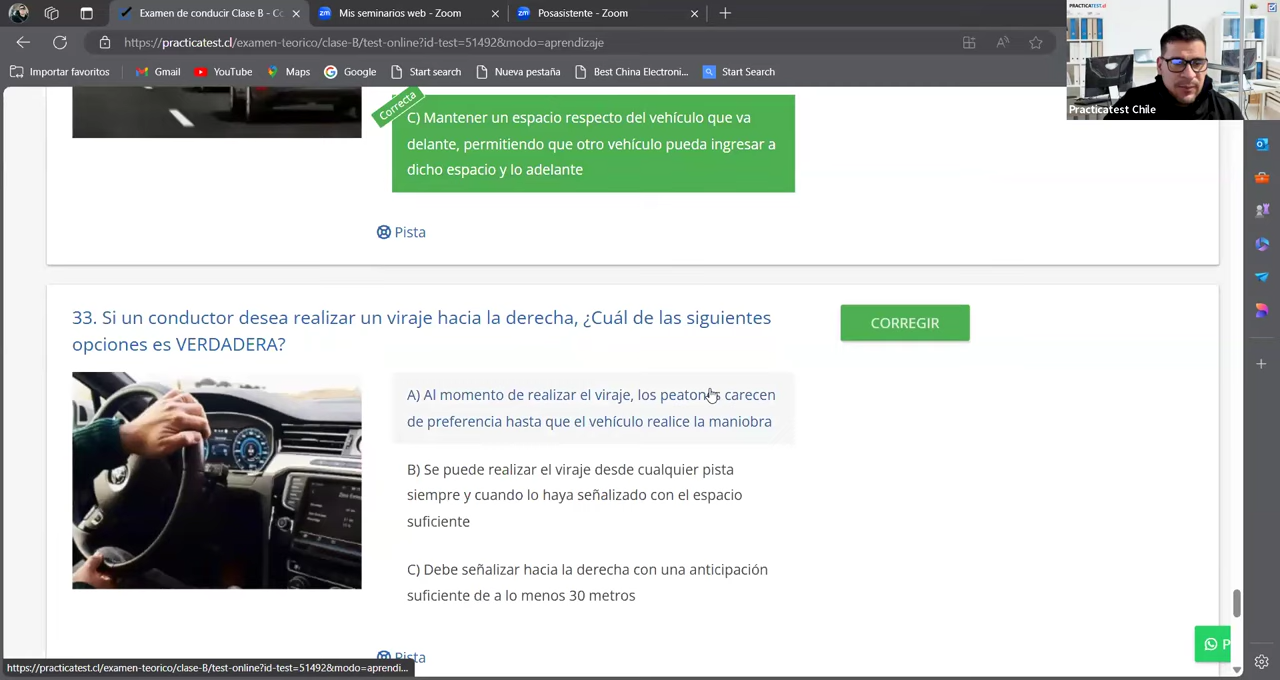 Examen de conducir Clase B - Co
Mis seminarios web - Zoom
Posasistente - Zoom
https://practicatest.cl/examen-teorico/clase-B/test-online?id-test=51492&modo=aprendizaje
Importar favoritos
Gmail
YouTube
Maps
Google
Start search
Nueva pestaña
Best China Electroni...
Start Search
PRACTICATEST.cl
Practicatest Chile
Correcta
C) Mantener un espacio respecto del vehículo que va
delante, permitiendo que otro vehículo pueda ingresar a
dicho espacio y lo adelante
Pista
33. Si un conductor desea realizar un viraje hacia la derecha, ¿Cuál de las siguientes
opciones es VERDADERA?
CORREGIR
A) Al momento de realizar el viraje, los peatones carecen
de preferencia hasta que el vehículo realice la maniobra
B) Se puede realizar el viraje desde cualquier pista
siempre y cuando lo haya señalizado con el espacio
suficiente
C) Debe señalizar hacia la derecha con una anticipación
suficiente de a lo menos 30 metros
Pista
P
https://practicatest.cl/examen-teorico/clase-B/test-online?id-test=51492&modo=aprendi...